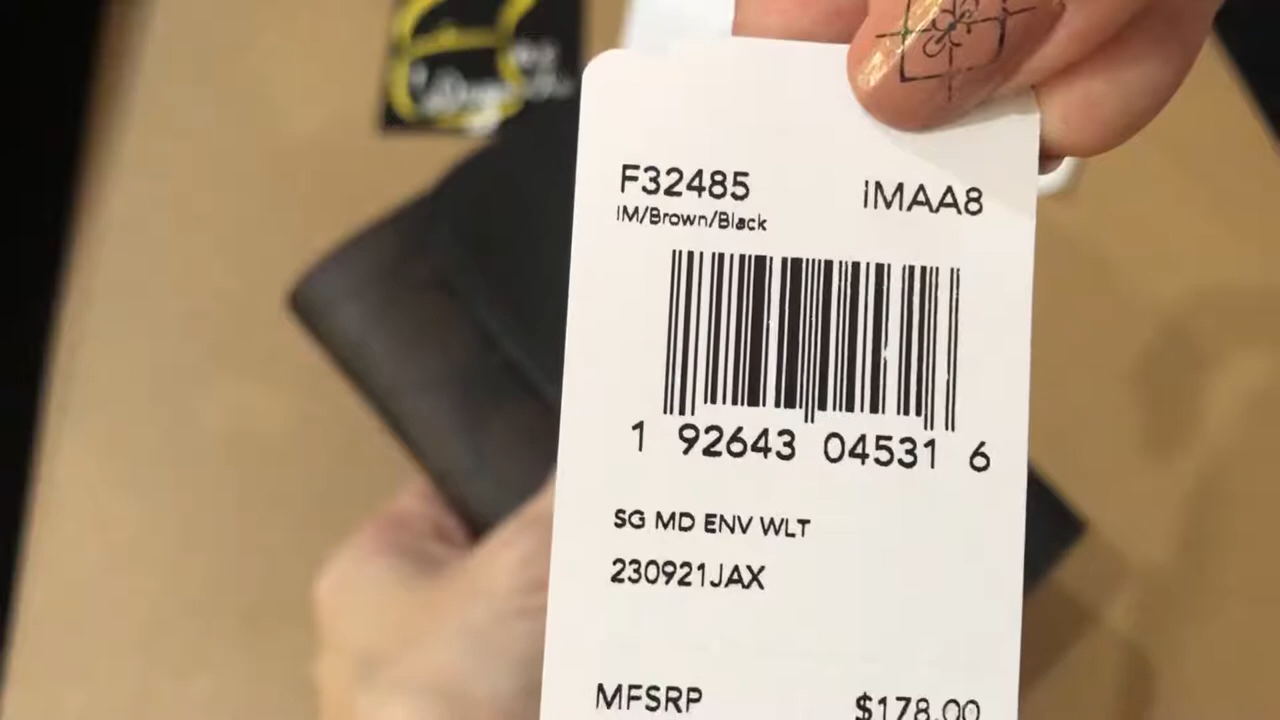 F32485 IMAA8
IM/Brown/Black
1 92643 04531 6
SG MD ENV WLT
230921JAX
MFSRP $178.00